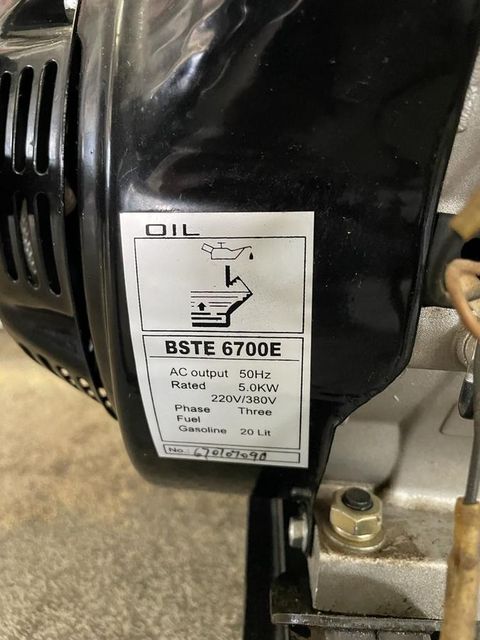 OIL
BSTE 6700E
AC output 50Hz
Rated 5.0KW
220V/380V
Phase Three
Fuel
Gasoline 20 Lit
No: